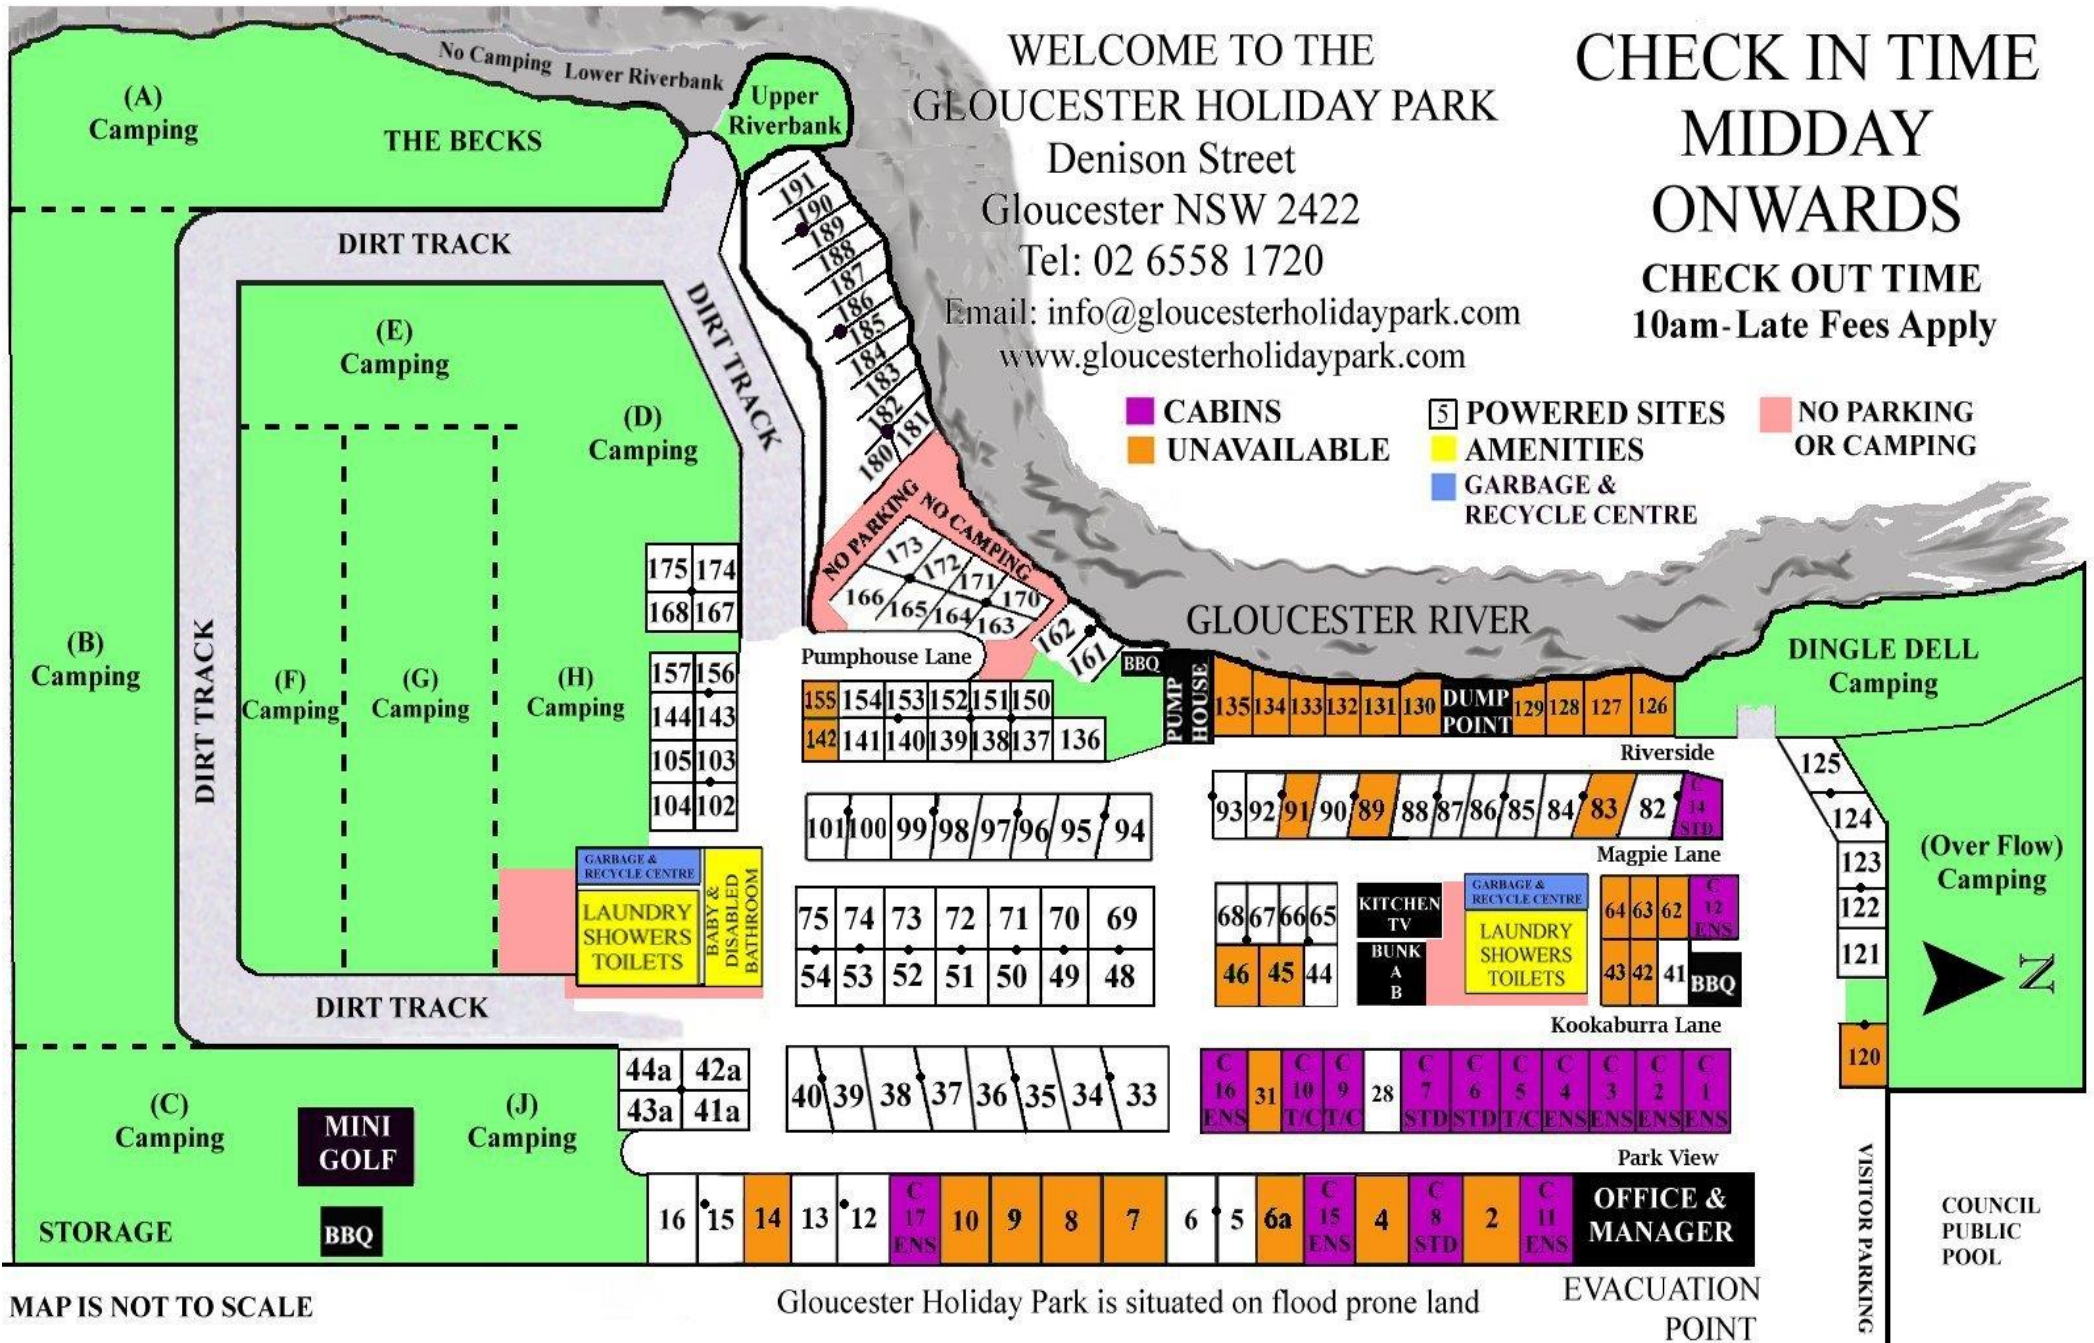 WELCOME TO THE
GLOUCESTER HOLIDAY PARK
Denison Street
Gloucester NSW 2422
Tel: 02 6558 1720
Email: info@gloucesterholidaypark.com
www.gloucesterholidaypark.com
CHECK IN TIME
MIDDAY
ONWARDS
CHECK OUT TIME
10am-Late Fees Apply
CABINS
UNAVAILABLE
5 POWERED SITES
AMENITIES
GARBAGE &
RECYCLE CENTRE
NO PARKING
OR CAMPING
No Camping Lower Riverbank
Upper
Riverbank
(A)
Camping
THE BECKS
DIRT TRACK
DIRT TRACK
DIRT TRACK
DIRT TRACK
(E)
Camping
(D)
Camping
(B)
Camping
(F)
Camping
(G)
Camping
(H)
Camping
191
190
189
188
187
186
185
184
183
182
181
180
NO PARKING
NO CAMPING
173
172
171
170
166
165
164
163
162
161
175 174
168 167
157 156
144 143
105 103
104 102
Pumphouse Lane
155 154 153 152 151 150
142 141 140 139 138 137 136
BBQ
PUMP
HOUSE
GLOUCESTER RIVER
135 134 133 132 131 130
DUMP
POINT
129 128 127 126
DINGLE DELL
Camping
Riverside
93 92 91 90 89 88 87 86 85 84 83 82
C
14
STD
Magpie Lane
101 100 99 98 97 96 95 94
125
124
123
122
121
120
(Over Flow)
Camping
N
GARBAGE &
RECYCLE CENTRE
LAUNDRY
SHOWERS
TOILETS
BABY &
DISABLED
BATHROOM
75 74 73 72 71 70 69
54 53 52 51 50 49 48
68 67 66 65
46 45 44
KITCHEN
TV
BUNK
A
B
GARBAGE &
RECYCLE CENTRE
LAUNDRY
SHOWERS
TOILETS
64 63 62
C
12
ENS
43 42 41
BBQ
Kookaburra Lane
44a 42a
43a 41a
40 39 38 37 36 35 34 33
C
16
ENS
31
C
10
T/C
C
9
T/C
28
C
7
STD
C
6
STD
C
5
T/C
C
4
ENS
C
3
ENS
C
2
ENS
C
1
ENS
Park View
(C)
Camping
MINI
GOLF
(J)
Camping
STORAGE
BBQ
16 15 14 13 12
C
17
ENS
10 9 8 7 6 5 6a
C
15
ENS
4
C
8
STD
2
C
11
ENS
OFFICE &
MANAGER
VISITOR PARKING
COUNCIL
PUBLIC
POOL
MAP IS NOT TO SCALE
Gloucester Holiday Park is situated on flood prone land
EVACUATION
POINT